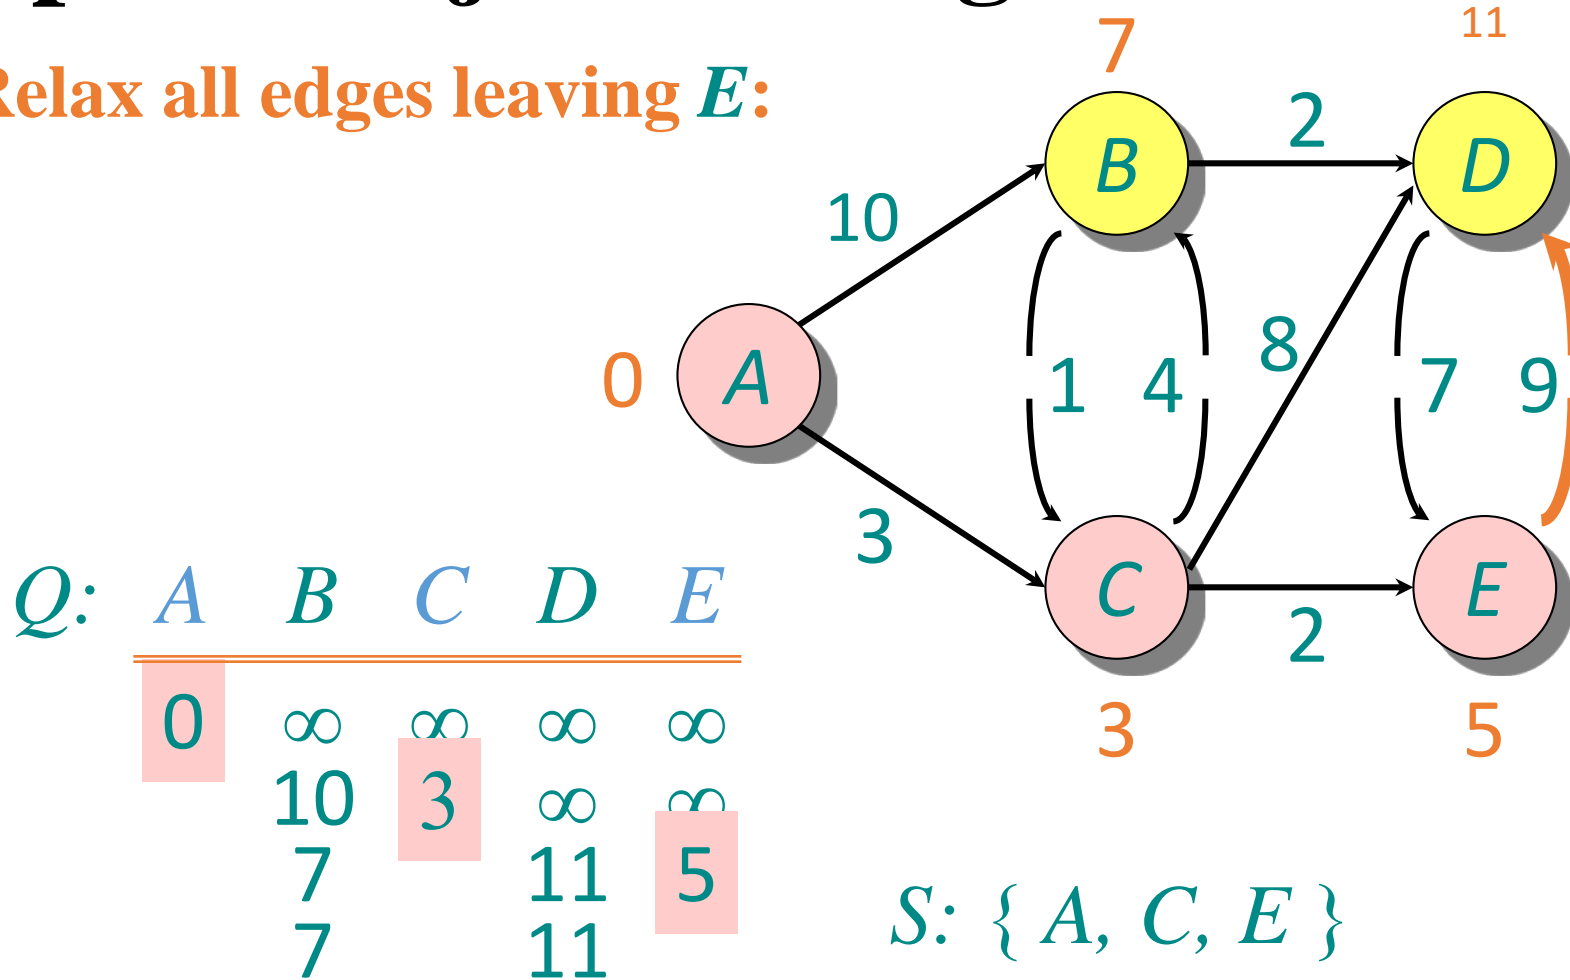 Relax all edges leaving E:
7
11
B
2
D
10
0
A
1
4
8
7
9
3
C
2
E
3
5
Q: A B C D E
0 ∞ ∞ ∞ ∞
10 3 ∞ ∞
7 11 5
7 11
S: { A, C, E }